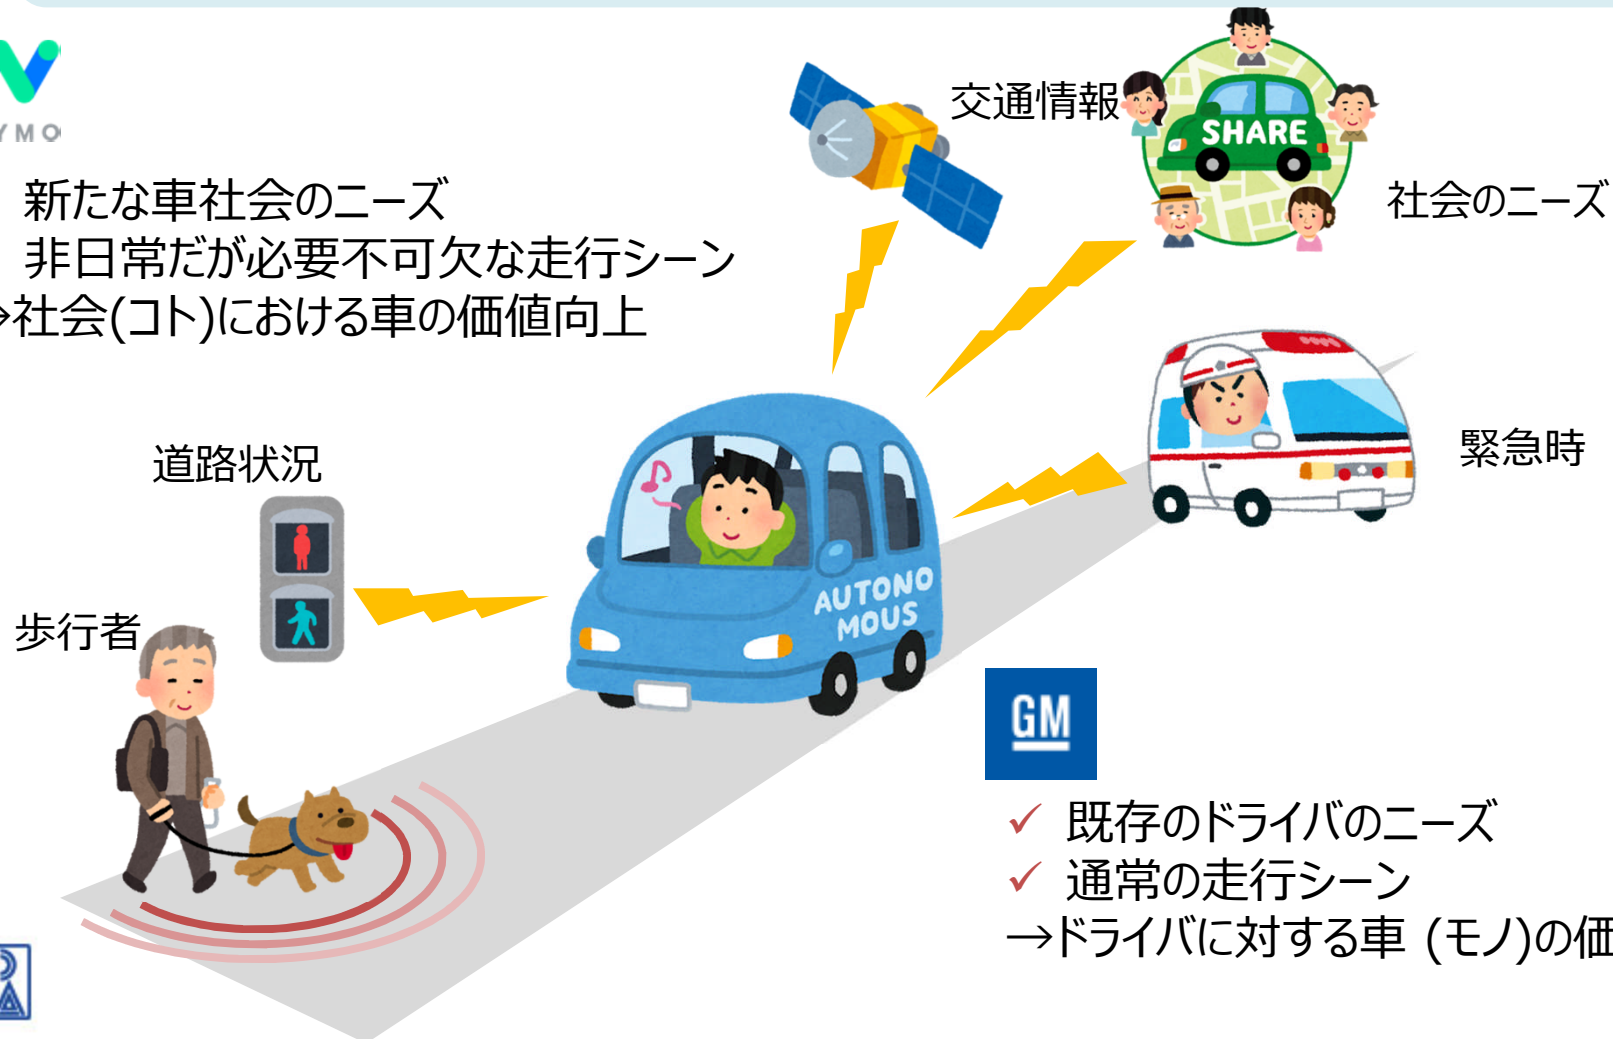 YMO
新たな車社会のニーズ
非日常だが必要不可欠な走行シーン
→社会(コト)における車の価値向上
交通情報
SHARE
社会のニーズ
緊急時
道路状況
歩行者
AUTONO
MOUS
GM
✓ 既存のドライバのニーズ
✓ 通常の走行シーン
→ドライバに対する車 (モノ)の価